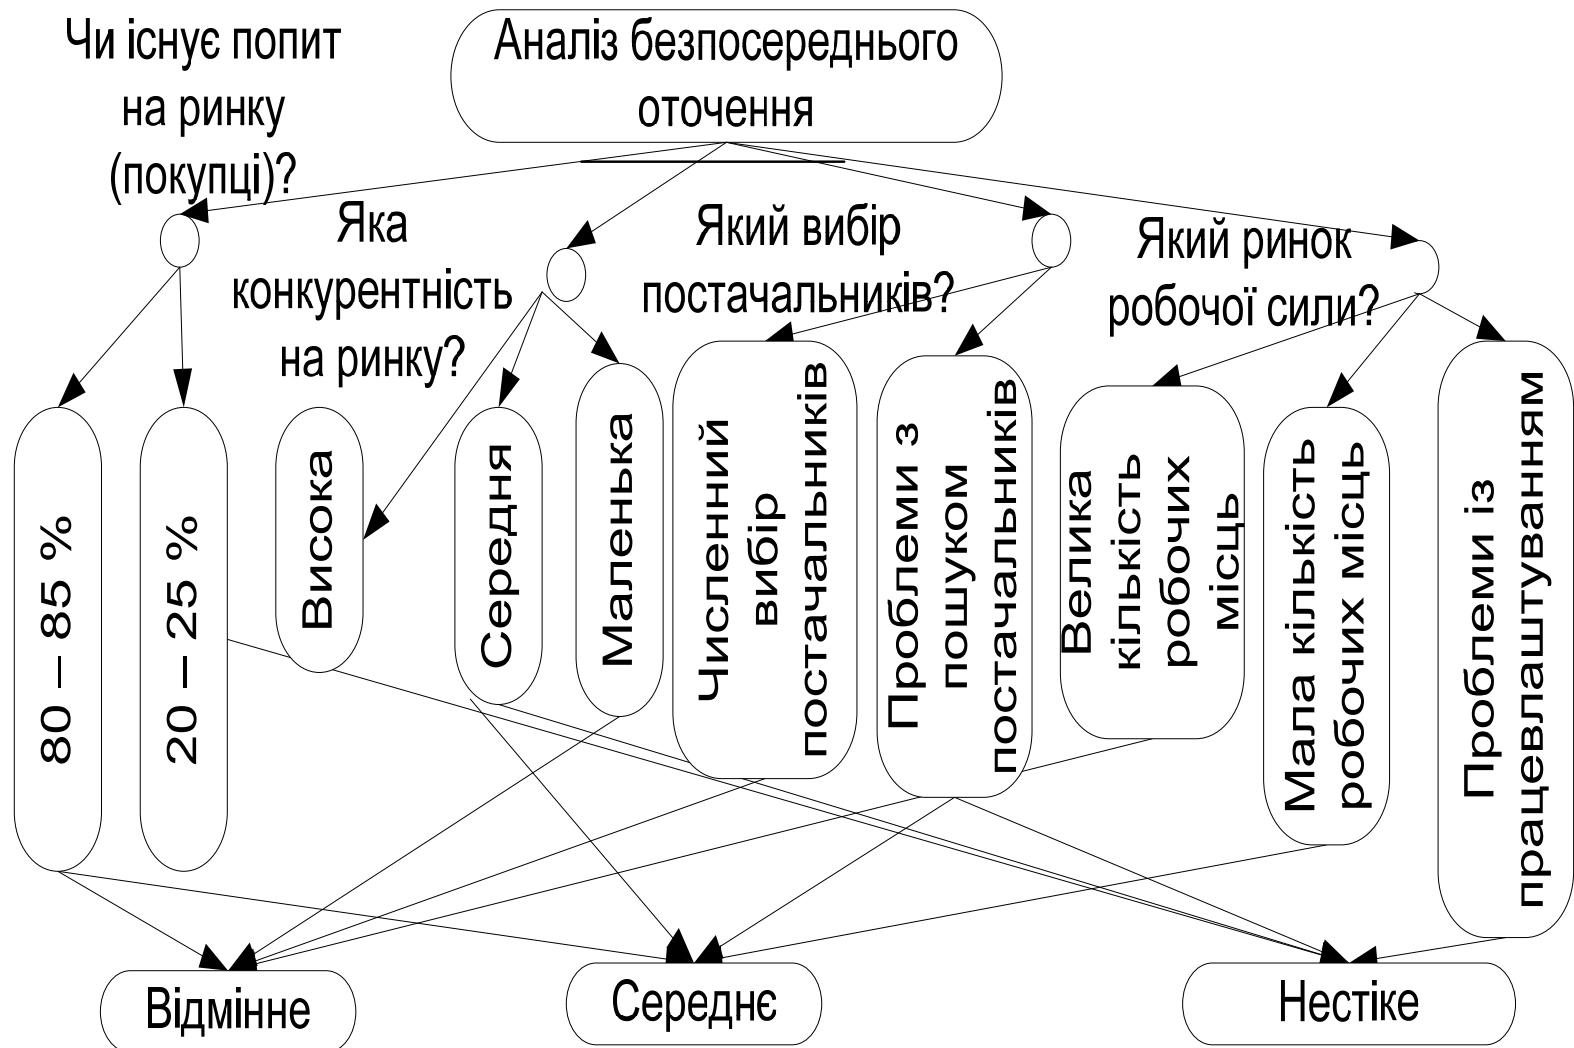 Аналіз безпосереднього
оточення
Чи існує попит
на ринку
(покупці)?
Яка
конкурентність
на ринку?
Який вибір
постачальників?
Який ринок
робочої сили?
80 – 85 %
20 – 25 %
Висока
Середня
Маленька
Численний
вибір
постачальників
Проблеми з
пошуком
постачальників
Велика
кількість
робочих
місць
Мала кількість
робочих місць
Проблеми із
працевлаштуванням
Відмінне
Середнє
Нестіке